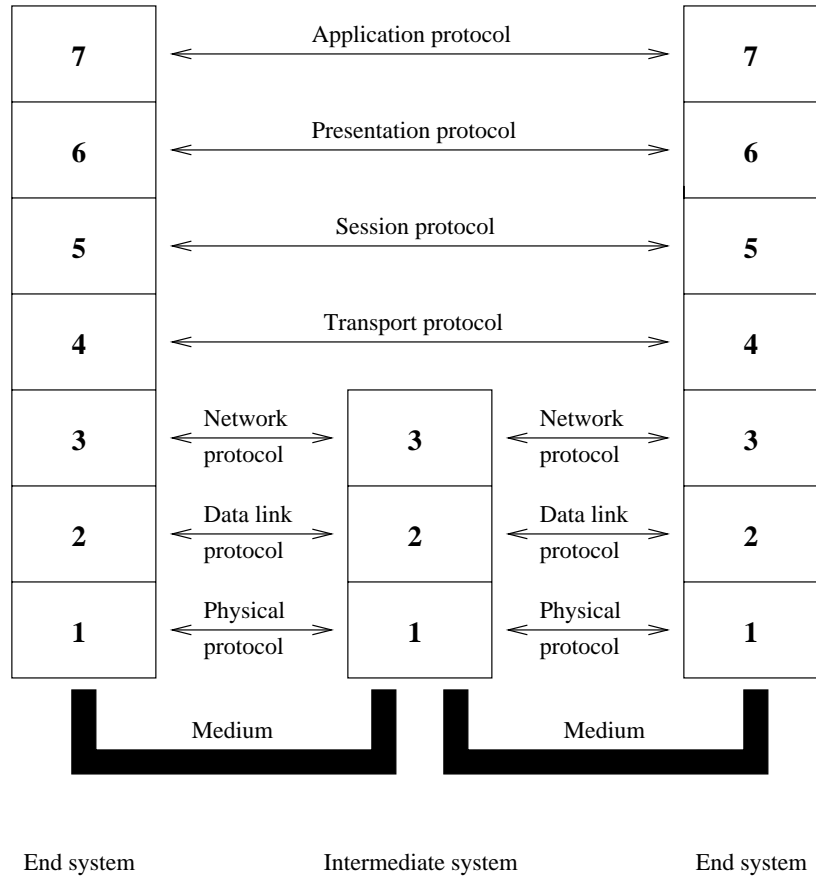 7 Application protocol 7
6 Presentation protocol 6
5 Session protocol 5
4 Transport protocol 4
Network Network
3 3 3
protocol protocol
Data link Data link
2 2 2
protocol protocol
Physical Physical
1 1 1
protocol protocol
Medium Medium
End system Intermediate system End system